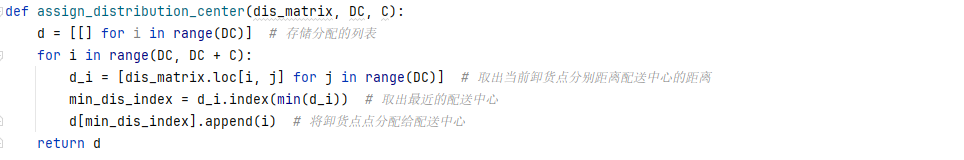 def assign_distribution_center(dis_matrix, DC, C):
    d = [[] for i in range(DC)]  # 存储分配的列表
    for i in range(DC, DC + C):
        d_i = [dis_matrix.loc[i, j] for j in range(DC)]  # 取出当前卸货点分别距离配送中心的距离
        min_dis_index = d_i.index(min(d_i))  # 取出最近的配送中心
        d[min_dis_index].append(i)  # 将卸货点点分配给配送中心
    return d